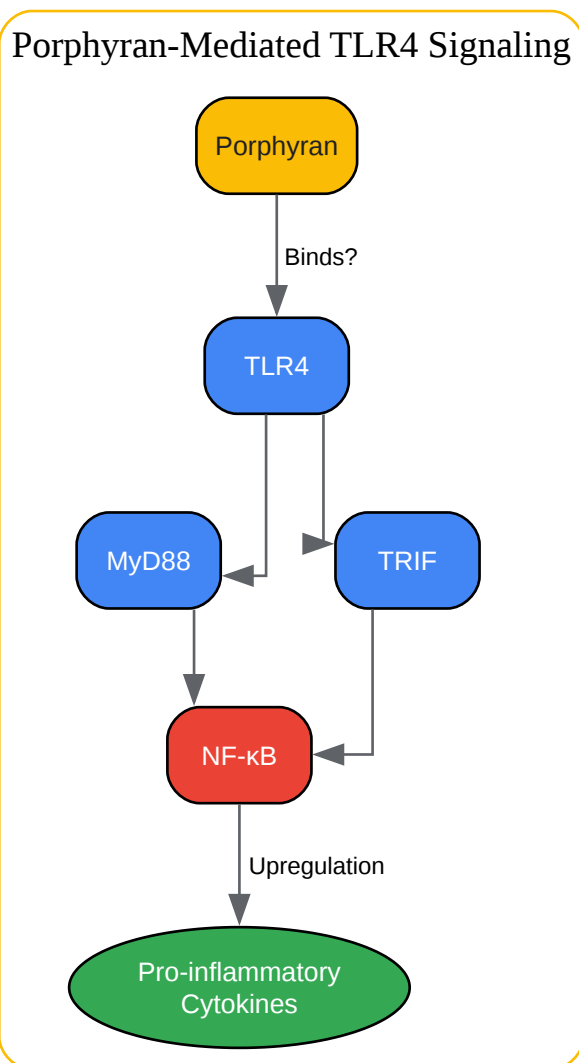 Porphyran-Mediated TLR4 Signaling
Porphyran
Binds?
TLR4
MyD88
TRIF
NF-κB
Upregulation
Pro-inflammatory
Cytokines